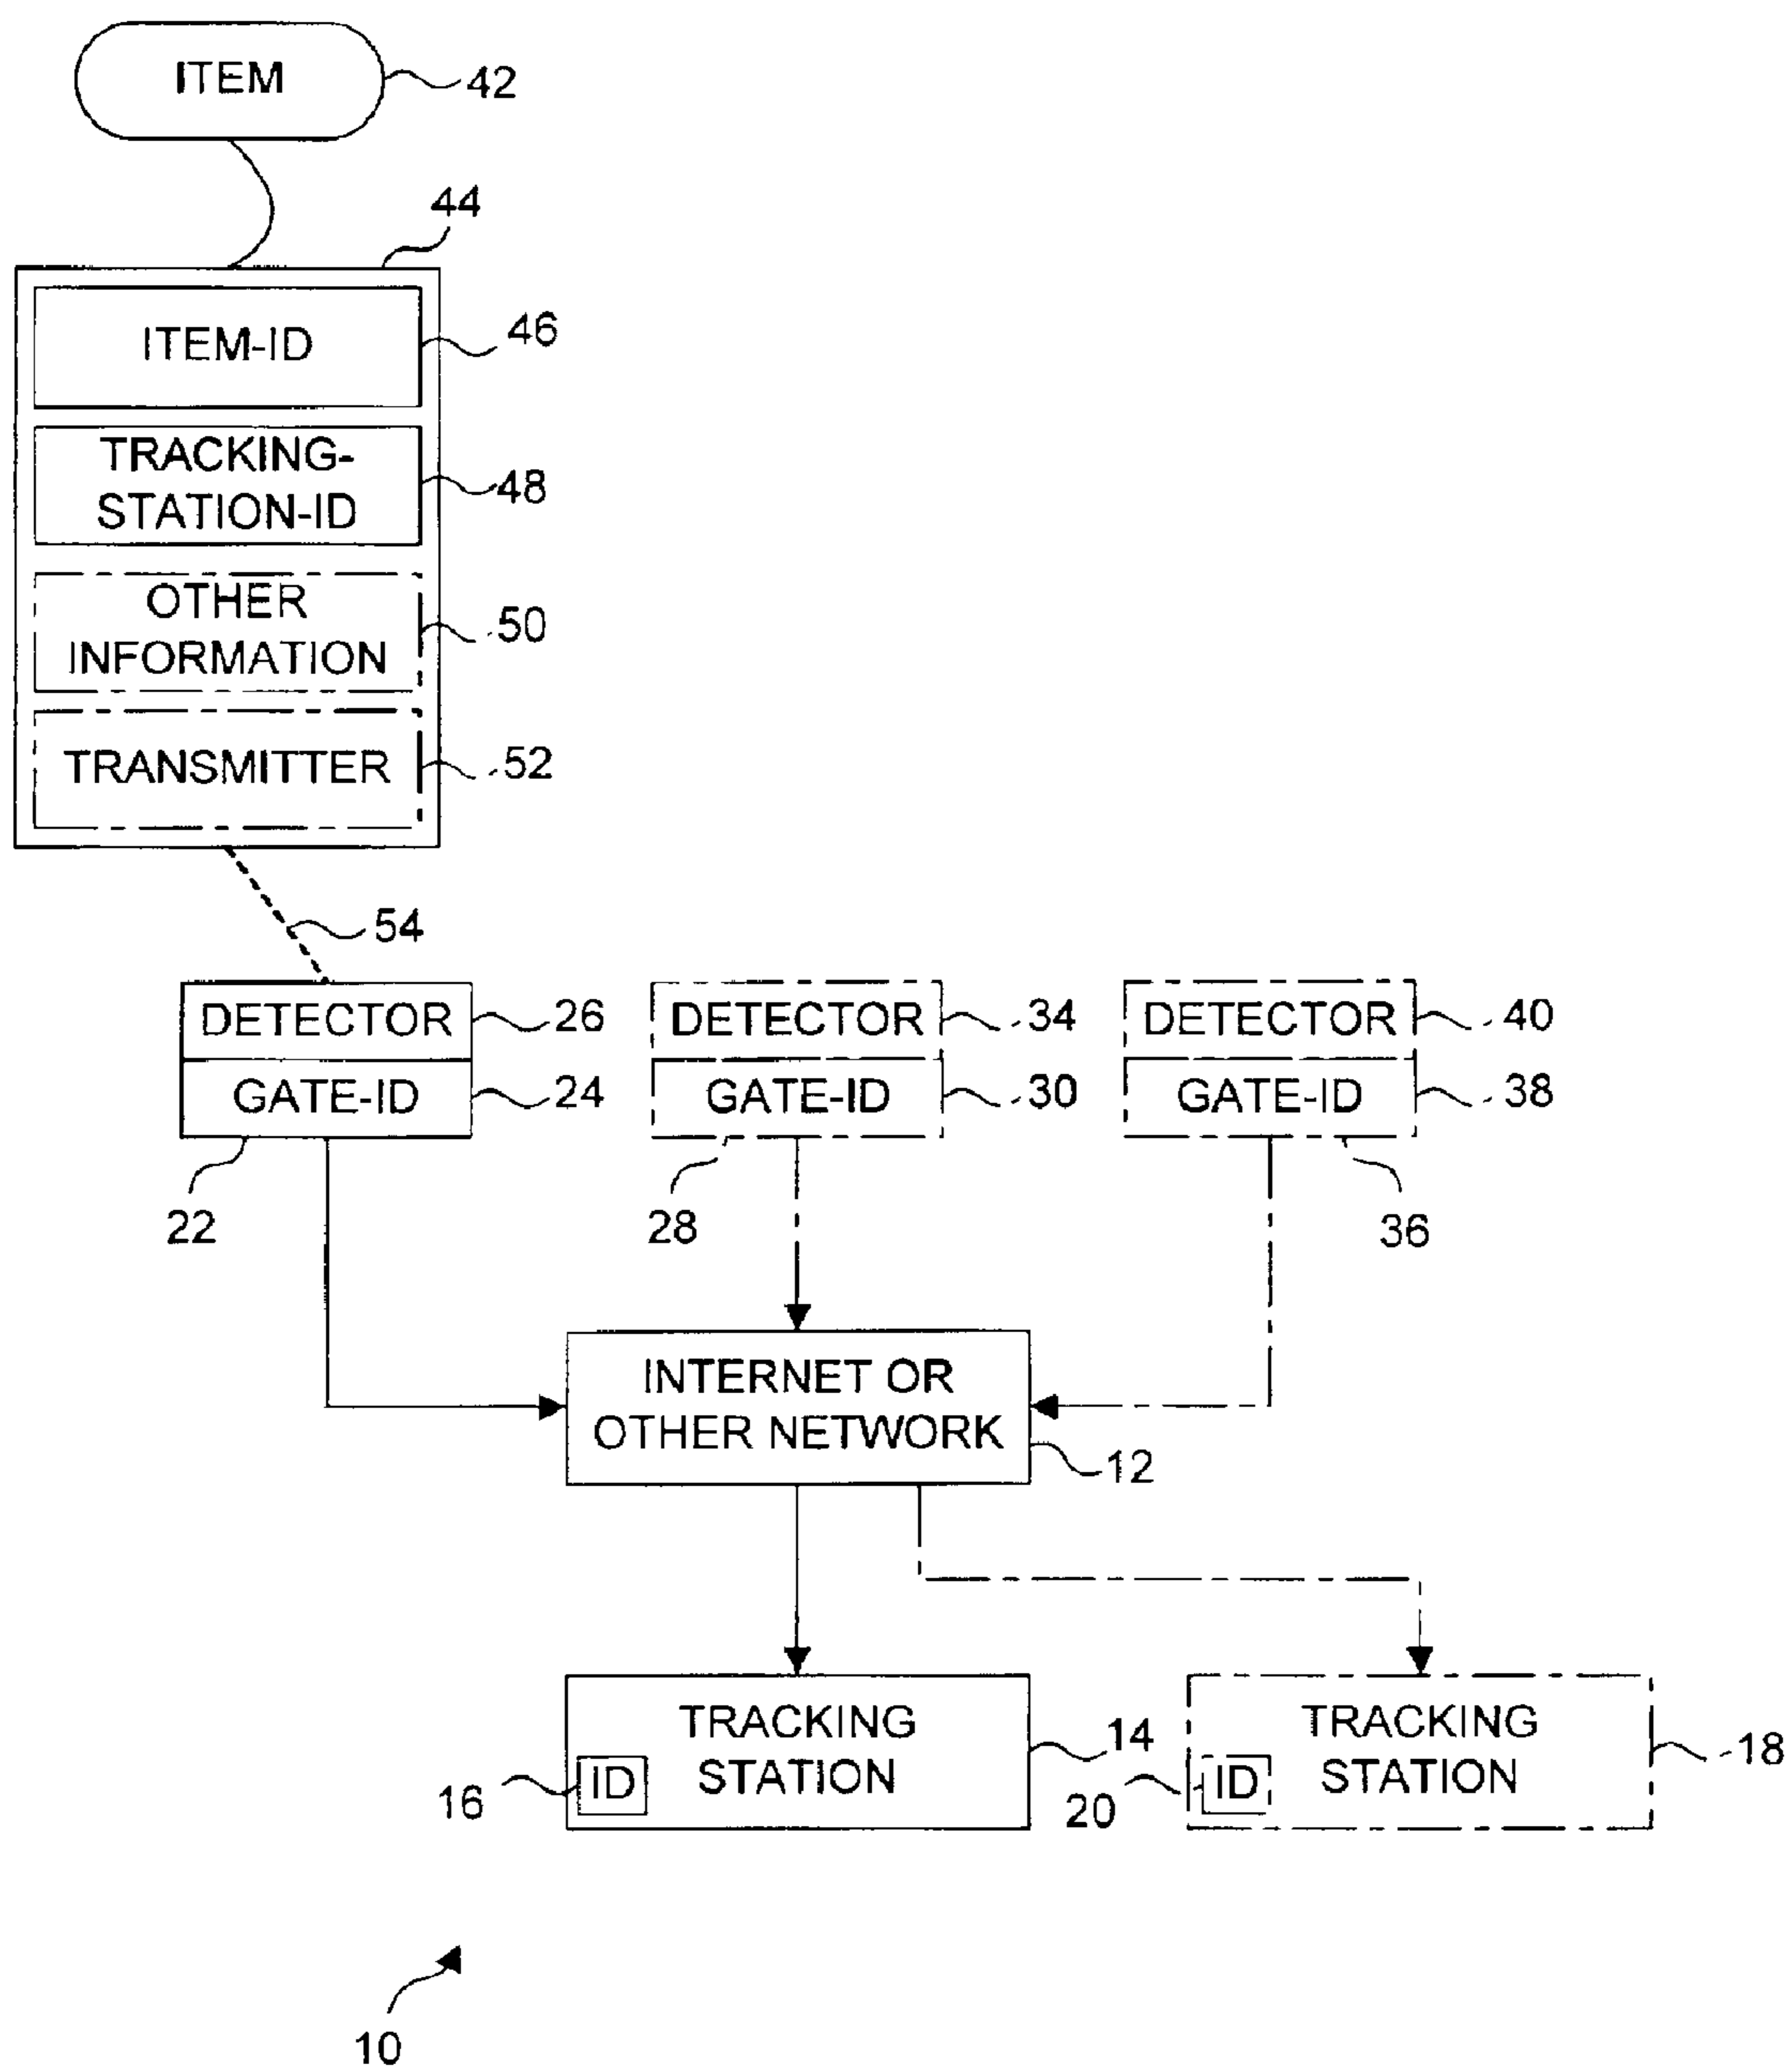 ITEM
42
44
ITEM-ID
46
TRACKING-
STATION-ID
48
OTHER
INFORMATION
50
TRANSMITTER
52
54
DETECTOR
26
GATE-ID
24
22
DETECTOR
34
GATE-ID
30
28
DETECTOR
40
GATE-ID
38
36
INTERNET OR
OTHER NETWORK
12
TRACKING
STATION
ID
14
16
TRACKING
STATION
ID
18
20
10